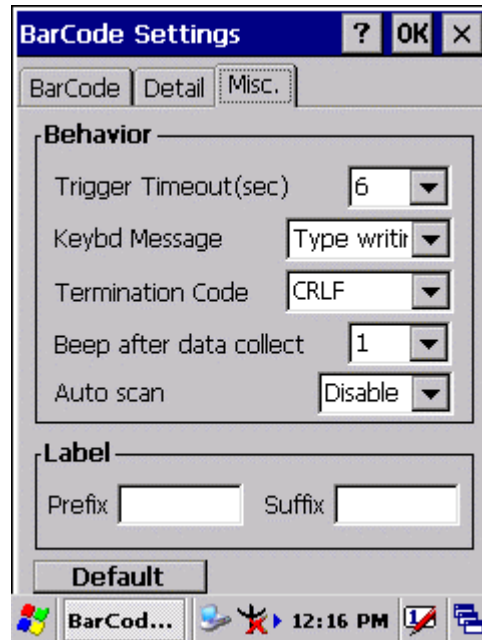 BarCode Settings ? OK ×
BarCode Detail Misc.
Behavior
Trigger Timeout(sec) 6
Keybd Message Type writin
Termination Code CRLF
Beep after data collect 1
Auto scan Disable
Label
Prefix Suffix
Default
BarCod... 12:16 PM